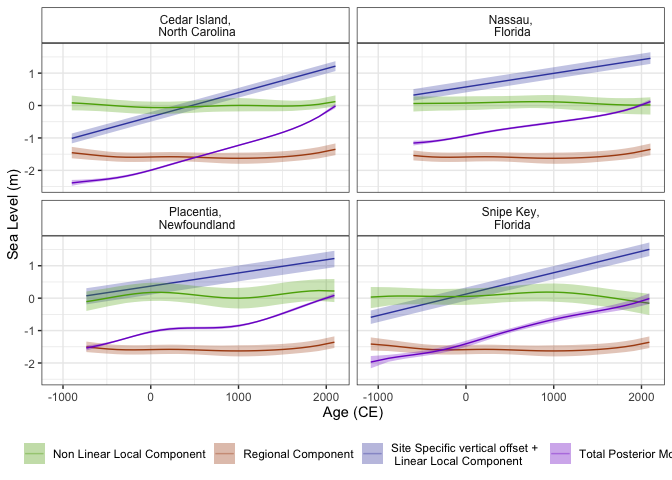 Cedar Island,
North Carolina
Nassau,
Florida
1
0
-1
-2
Placentia,
Newfoundland
Snipe Key,
Florida
1
0
-1
-2
-1000 0 1000 2000 -1000 0 1000 2000
Sea Level (m)
Age (CE)
Non Linear Local Component
Regional Component
Site Specific vertical offset +
Linear Local Component
Total Posterior